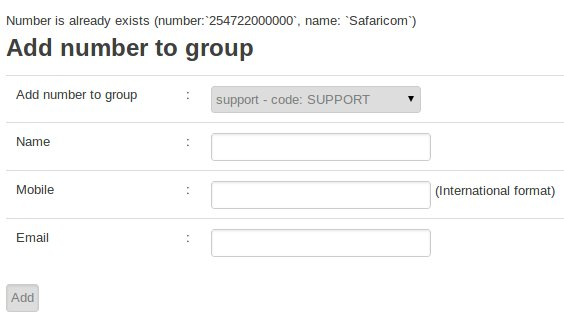 Number is already exists (number:`254722000000`, name: `Safaricom`)
Add number to group
Add number to group : support - code: SUPPORT ▼
Name :
Mobile : (International format)
Email :
Add